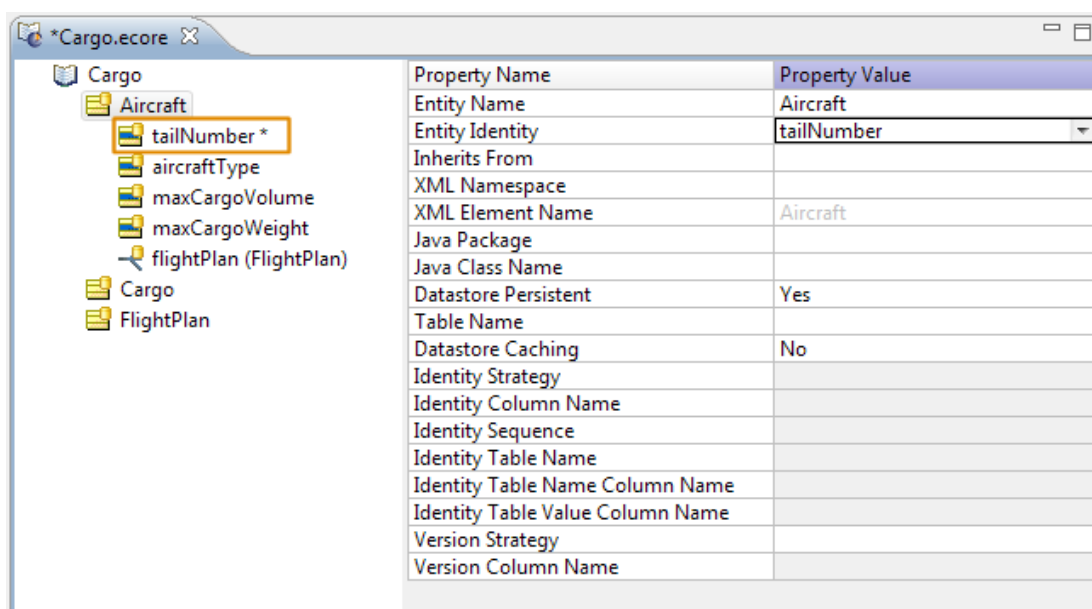 *Cargo.ecore
Cargo
Aircraft
tailNumber *
aircraftType
maxCargoVolume
maxCargoWeight
flightPlan (FlightPlan)
Cargo
FlightPlan
Property Name Property Value
Entity Name Aircraft
Entity Identity tailNumber
Inherits From
XML Namespace
XML Element Name Aircraft
Java Package
Java Class Name
Datastore Persistent Yes
Table Name
Datastore Caching No
Identity Strategy
Identity Column Name
Identity Sequence
Identity Table Name
Identity Table Name Column Name
Identity Table Value Column Name
Version Strategy
Version Column Name